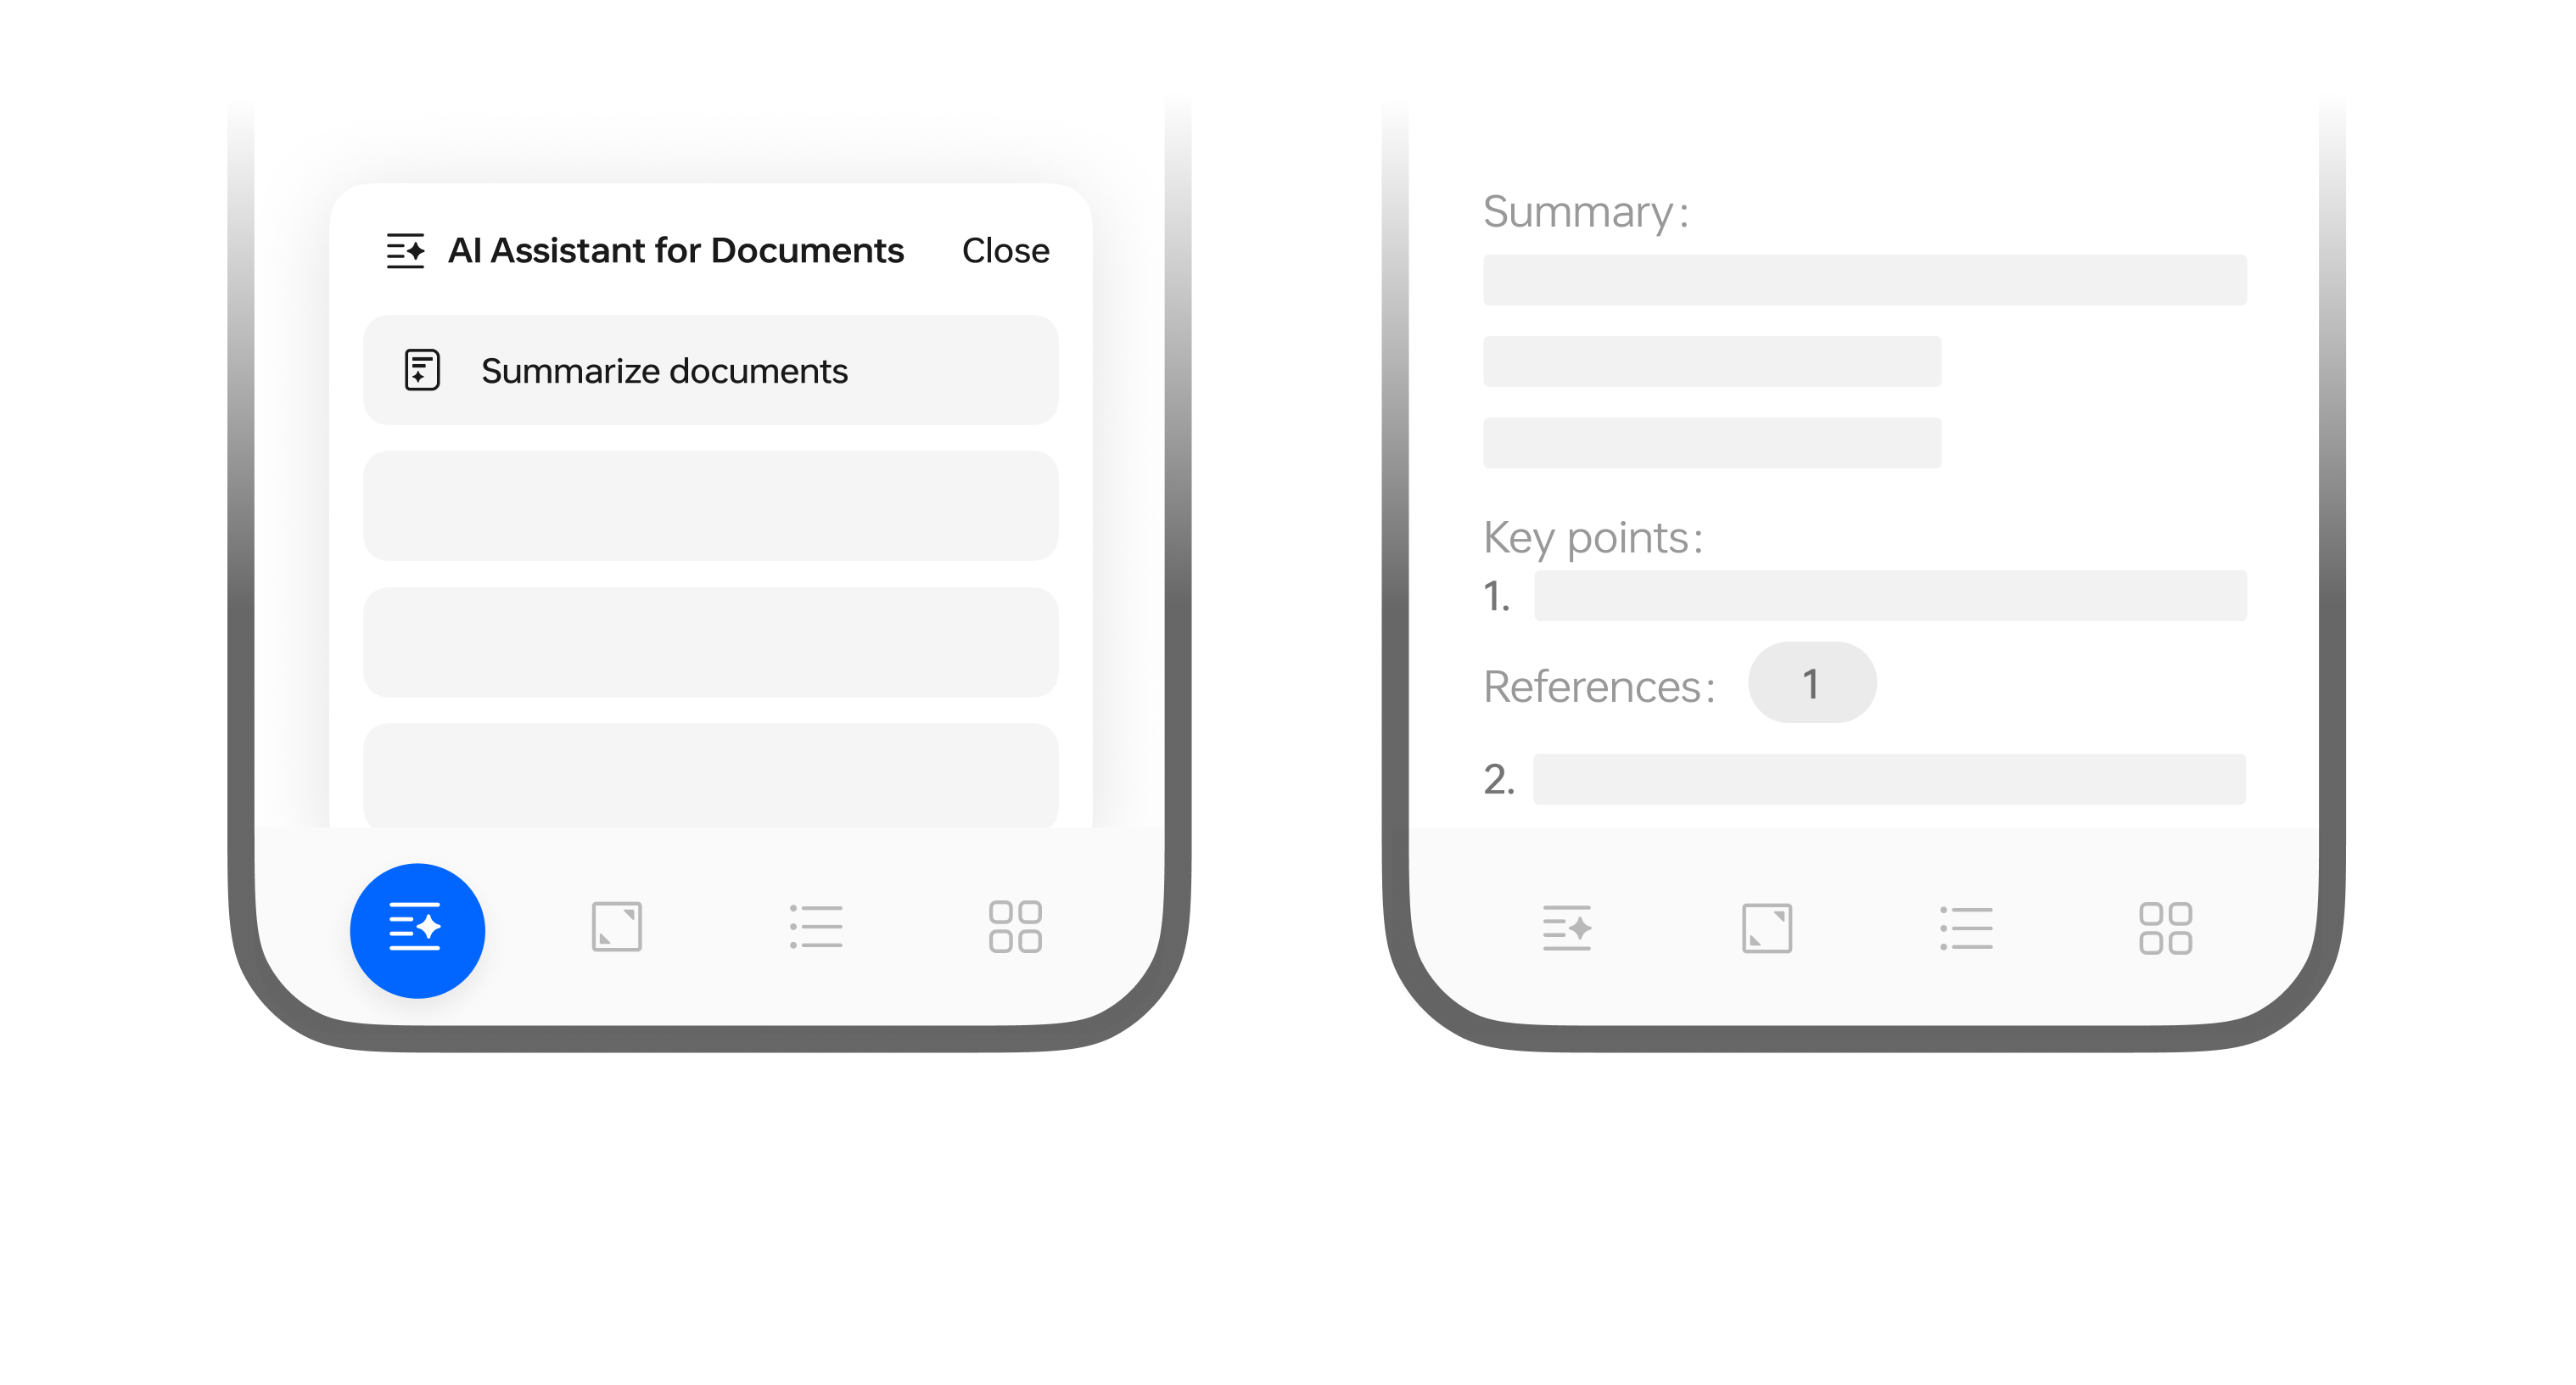 AI Assistant for Documents Close
Summarize documents
Summary:
Key points:
1.
References: 1
2.